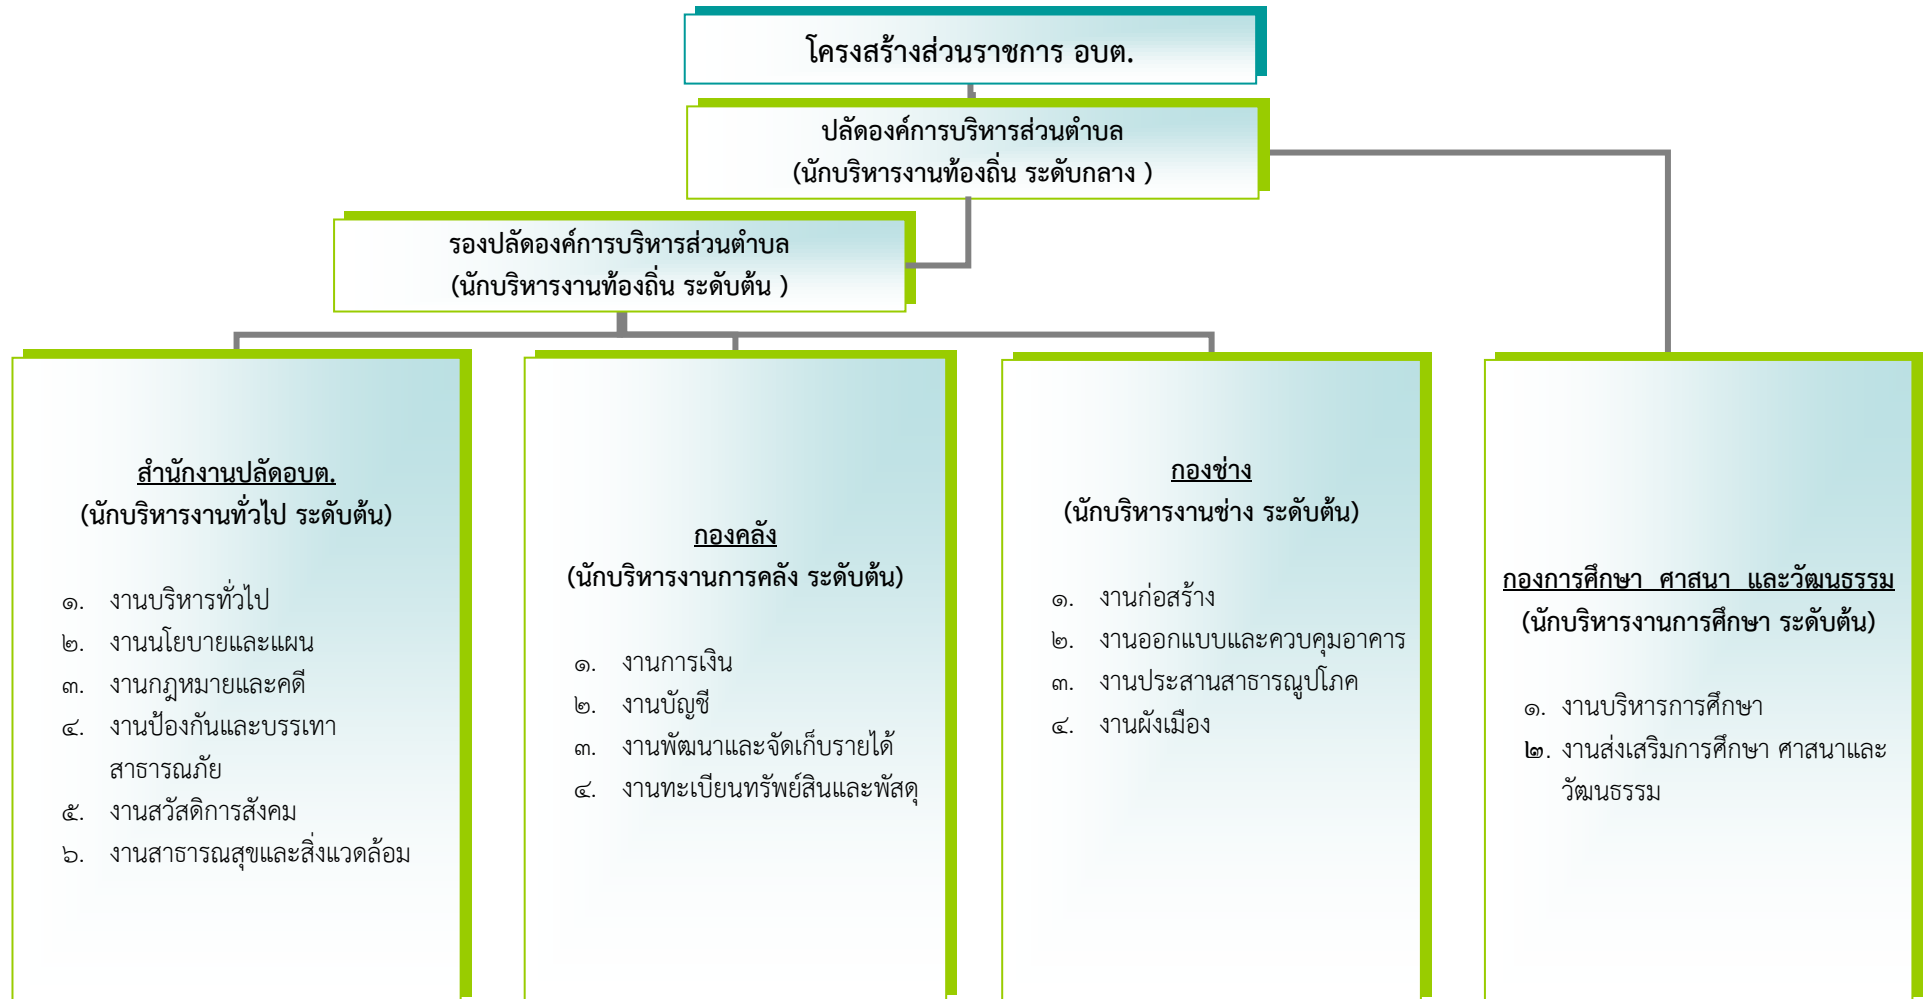 โครงสร้างส่วนราชการ อบต.
ปลัดองค์การบริหารส่วนตำบล
(นักบริหารงานท้องถิ่น ระดับกลาง )
รองปลัดองค์การบริหารส่วนตำบล
(นักบริหารงานท้องถิ่น ระดับต้น )
สำนักงานปลัดอบต.
(นักบริหารงานทั่วไป ระดับต้น)
๑. งานบริหารทั่วไป
๒. งานนโยบายและแผน
๓. งานกฎหมายและคดี
๔. งานป้องกันและบรรเทา
สาธารณภัย
๕. งานสวัสดิการสังคม
๖. งานสาธารณสุขและสิ่งแวดล้อม
กองคลัง
(นักบริหารงานการคลัง ระดับต้น)
๑. งานการเงิน
๒. งานบัญชี
๓. งานพัฒนาและจัดเก็บรายได้
๔. งานทะเบียนทรัพย์สินและพัสดุ
กองช่าง
(นักบริหารงานช่าง ระดับต้น)
๑. งานก่อสร้าง
๒. งานออกแบบและควบคุมอาคาร
๓. งานประสานสาธารณูปโภค
๔. งานผังเมือง
กองการศึกษา ศาสนา และวัฒนธรรม
(นักบริหารงานการศึกษา ระดับต้น)
๑. งานบริหารการศึกษา
๒. งานส่งเสริมการศึกษา ศาสนาและ
วัฒนธรรม